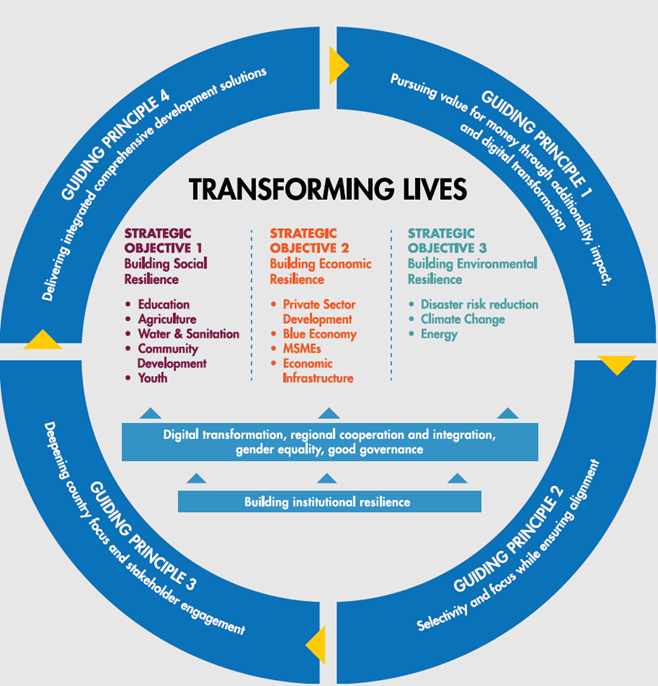 GUIDING PRINCIPLE 4
Delivering integrated comprehensive development solutions
GUIDING PRINCIPLE 1
Pursuing value for money through additionality, impact,
and digital transformation
TRANSFORMING LIVES
STRATEGIC
OBJECTIVE 1
Building Social
Resilience
• Education
• Agriculture
• Water & Sanitation
• Community
Development
• Youth
STRATEGIC
OBJECTIVE 2
Building Economic
Resilience
• Private Sector
Development
• Blue Economy
• MSMEs
• Economic
Infrastructure
STRATEGIC
OBJECTIVE 3
Building Environmental
Resilience
• Disaster risk reduction
• Climate Change
• Energy
Digital transformation, regional cooperation and integration,
gender equality, good governance
Building institutional resilience
GUIDING PRINCIPLE 3
Deepening country focus and stakeholder engagement
GUIDING PRINCIPLE 2
Selectivity and focus while ensuring alignment